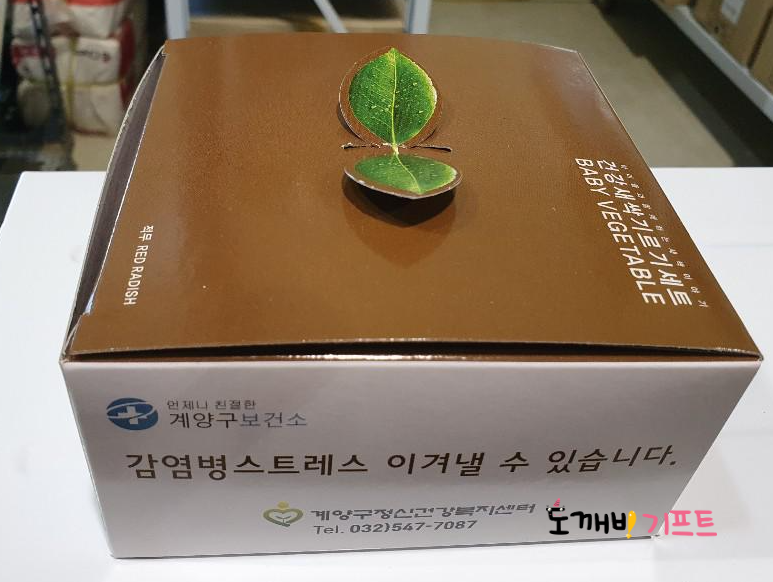 건강새싹기르기세트
BABY VEGETABLE
적무 RED RADISH
언제나 친절한
계양구보건소
감염병스트레스 이겨낼 수 있습니다.
계양구정신건강복지센터
Tel. 032)547-7087
도깨비기프트